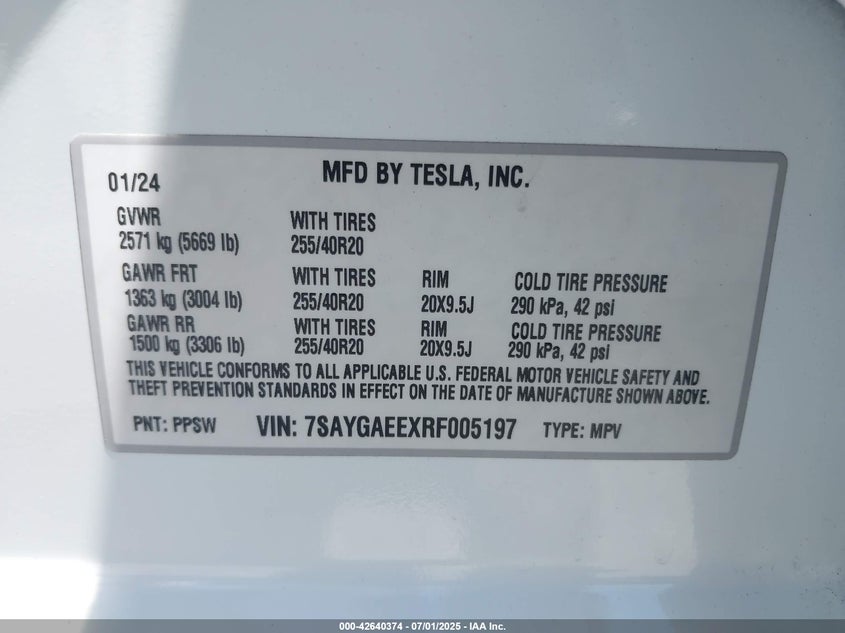 MFD BY TESLA, INC.
01/24
GVWR
2571 kg (5669 lb)
WITH TIRES
255/40R20
GAWR FRT
1363 kg (3004 lb)
WITH TIRES
255/40R20
RIM
20X9.5J
COLD TIRE PRESSURE
290 kPa, 42 psi
GAWR RR
1500 kg (3306 lb)
WITH TIRES
255/40R20
RIM
20X9.5J
COLD TIRE PRESSURE
290 kPa, 42 psi
THIS VEHICLE CONFORMS TO ALL APPLICABLE U.S. FEDERAL MOTOR VEHICLE SAFETY AND
THEFT PREVENTION STANDARDS IN EFFECT ON THE DATE OF MANUFACTURE SHOWN ABOVE.
PNT: PPSW VIN: 7SAYGAEEXRF005197 TYPE: MPV
000-42640374 - 07/01/2025 - IAA Inc.